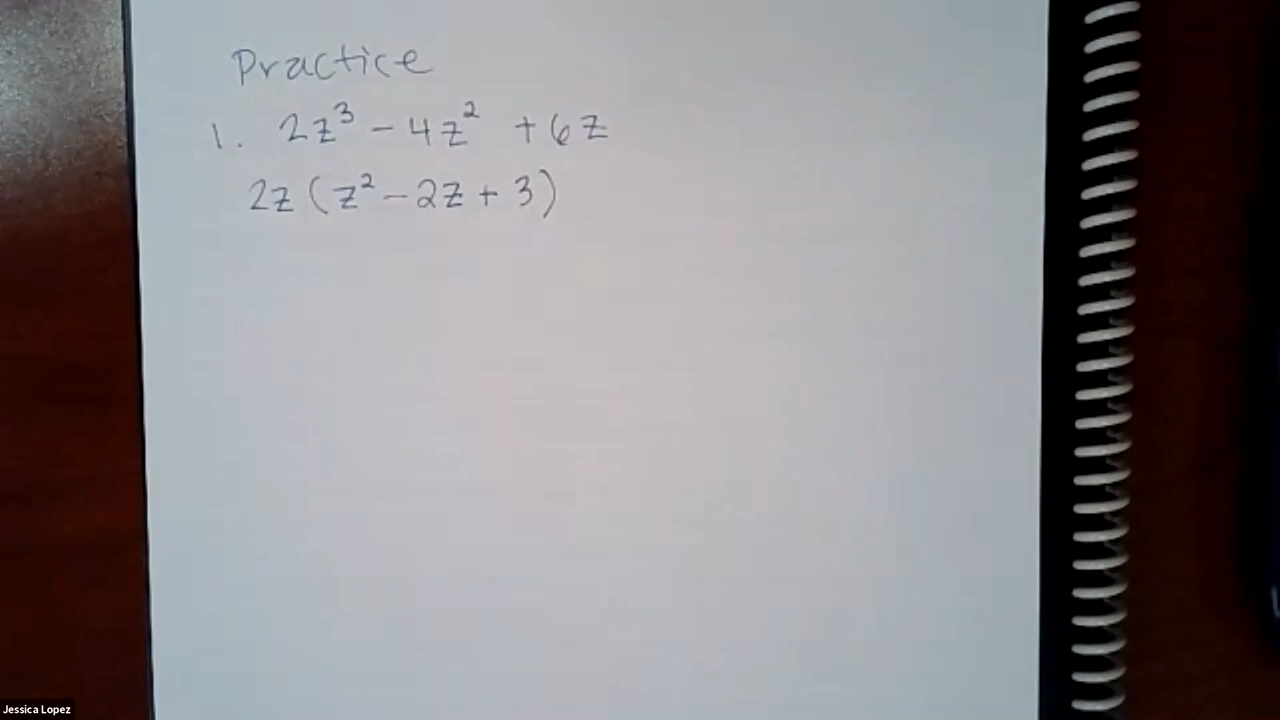 Practice
1. 2z³ - 4z² + 6z
2z (z² - 2z + 3)
Jessica Lopez